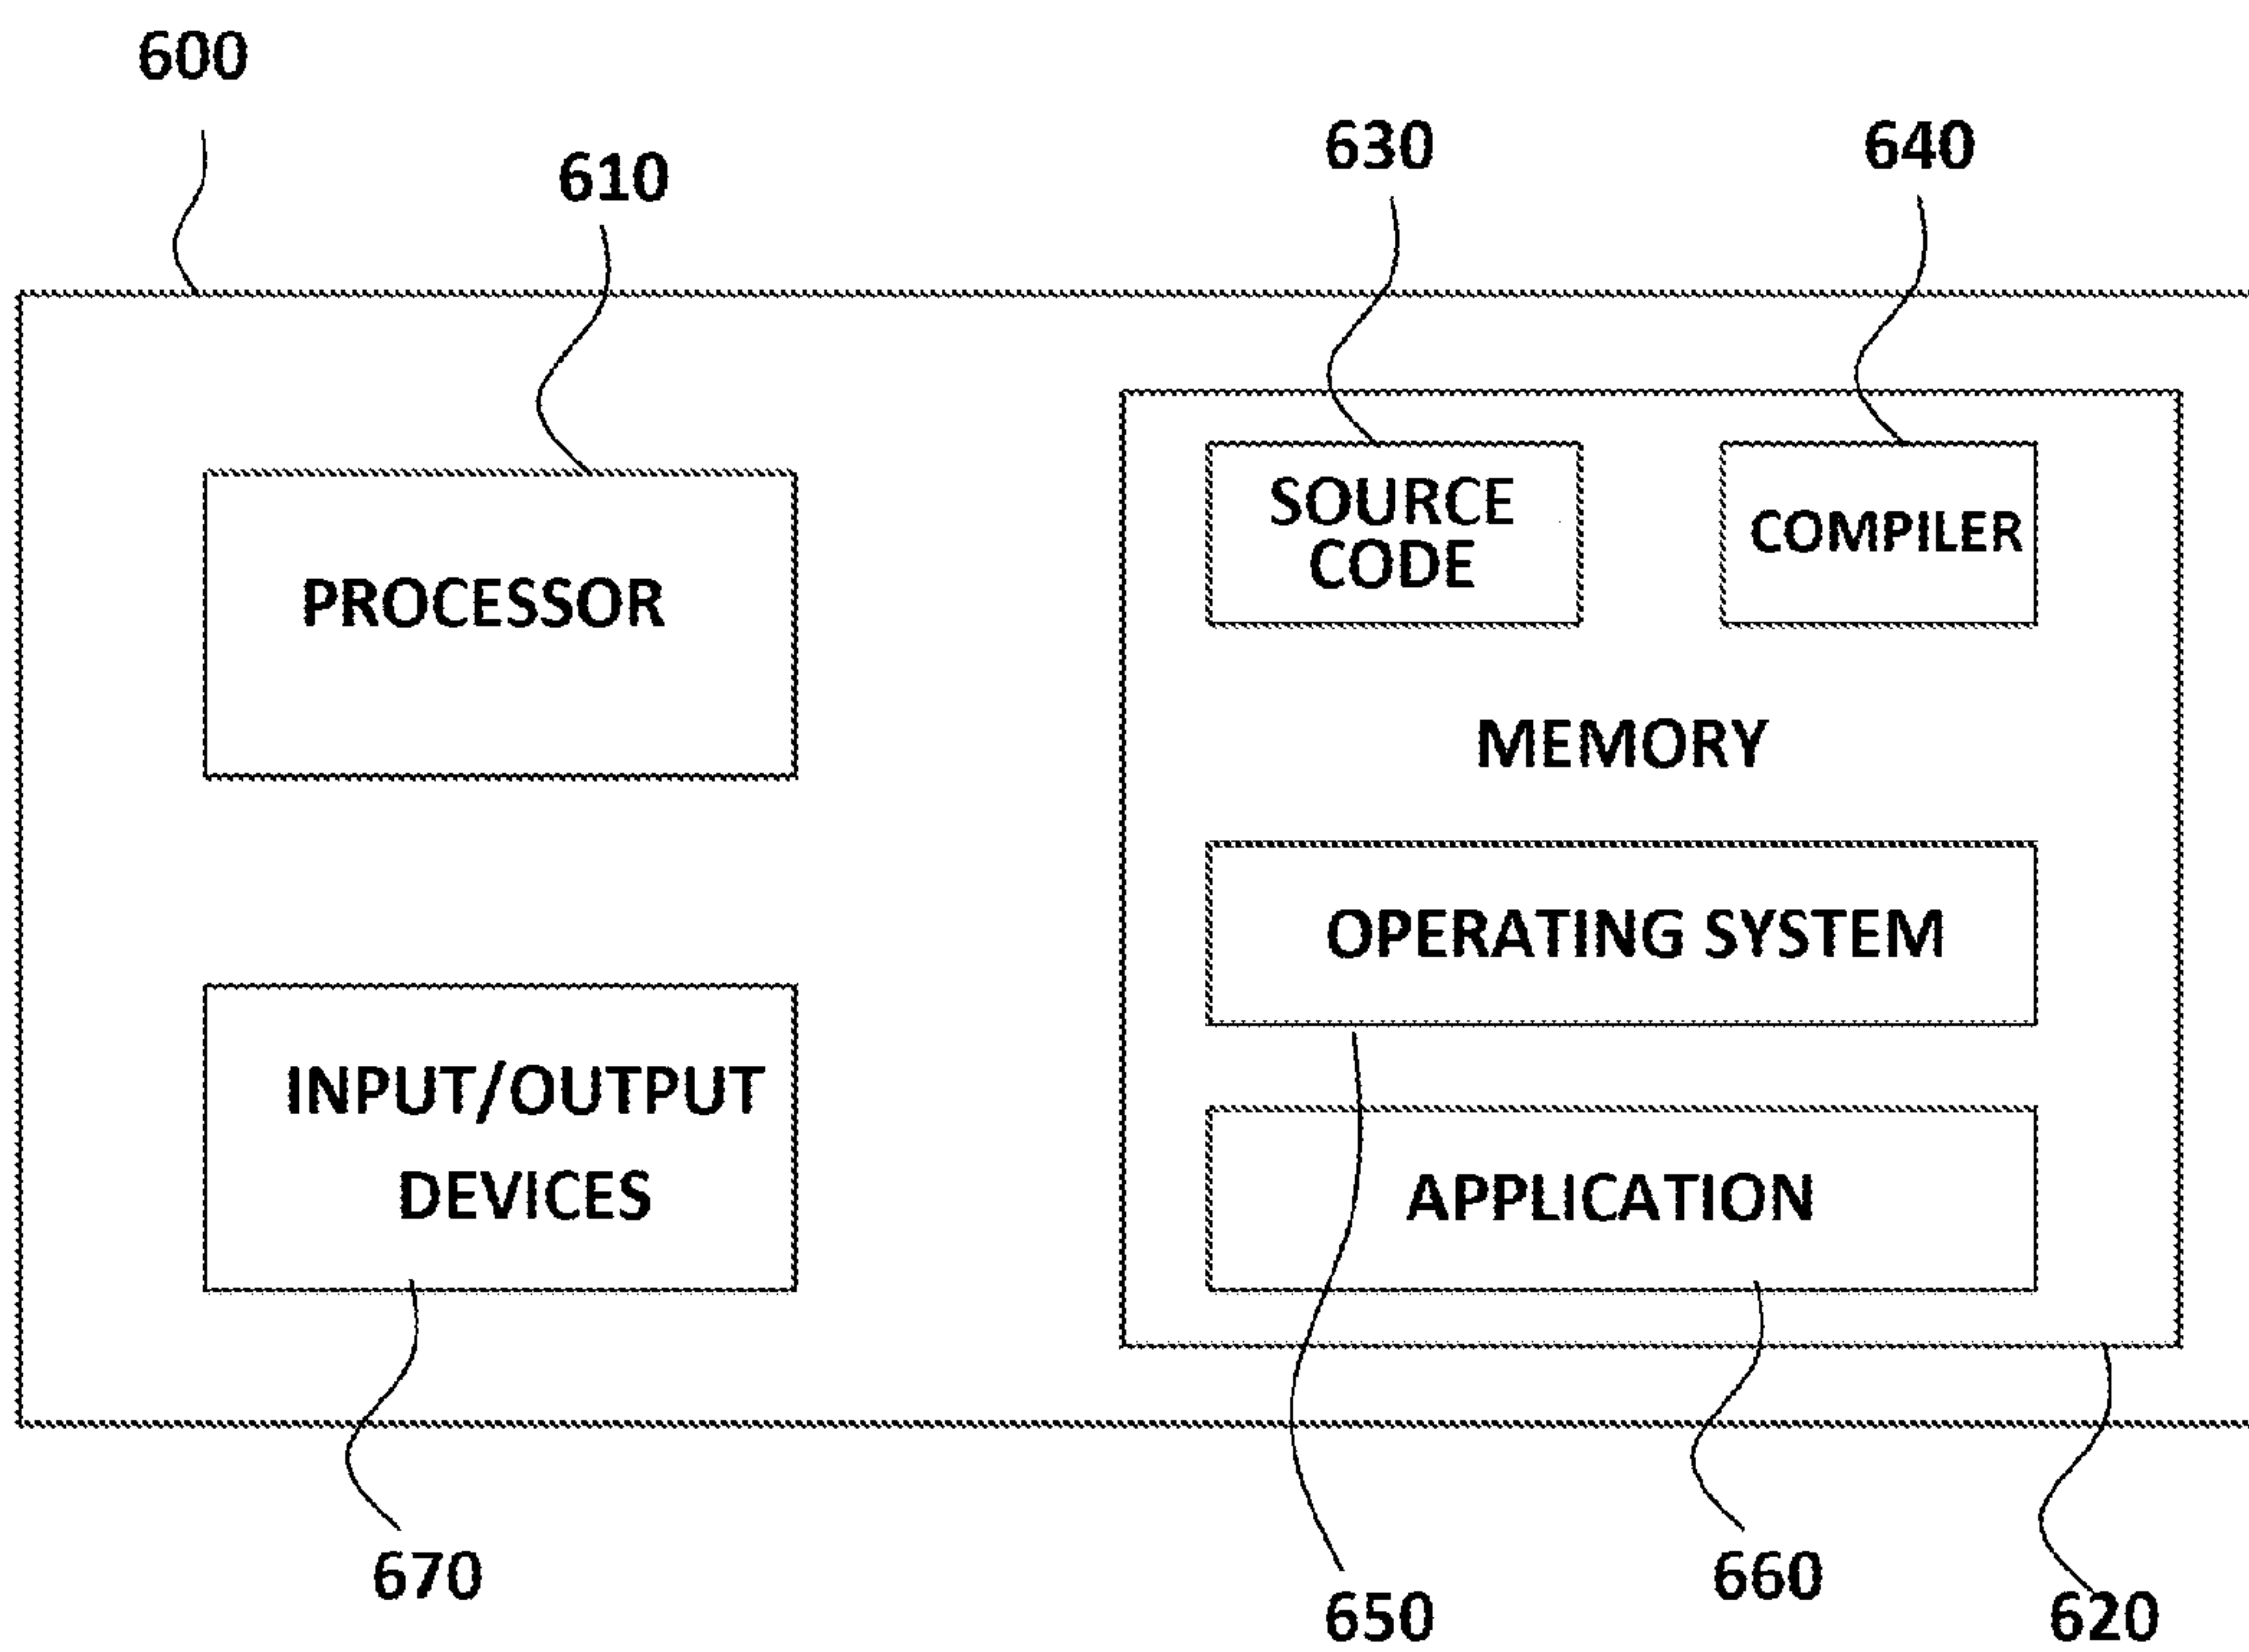 600
610
630
640
PROCESSOR
SOURCE
CODE
COMPILER
MEMORY
OPERATING SYSTEM
INPUT/OUTPUT
DEVICES
APPLICATION
670
650
660
620